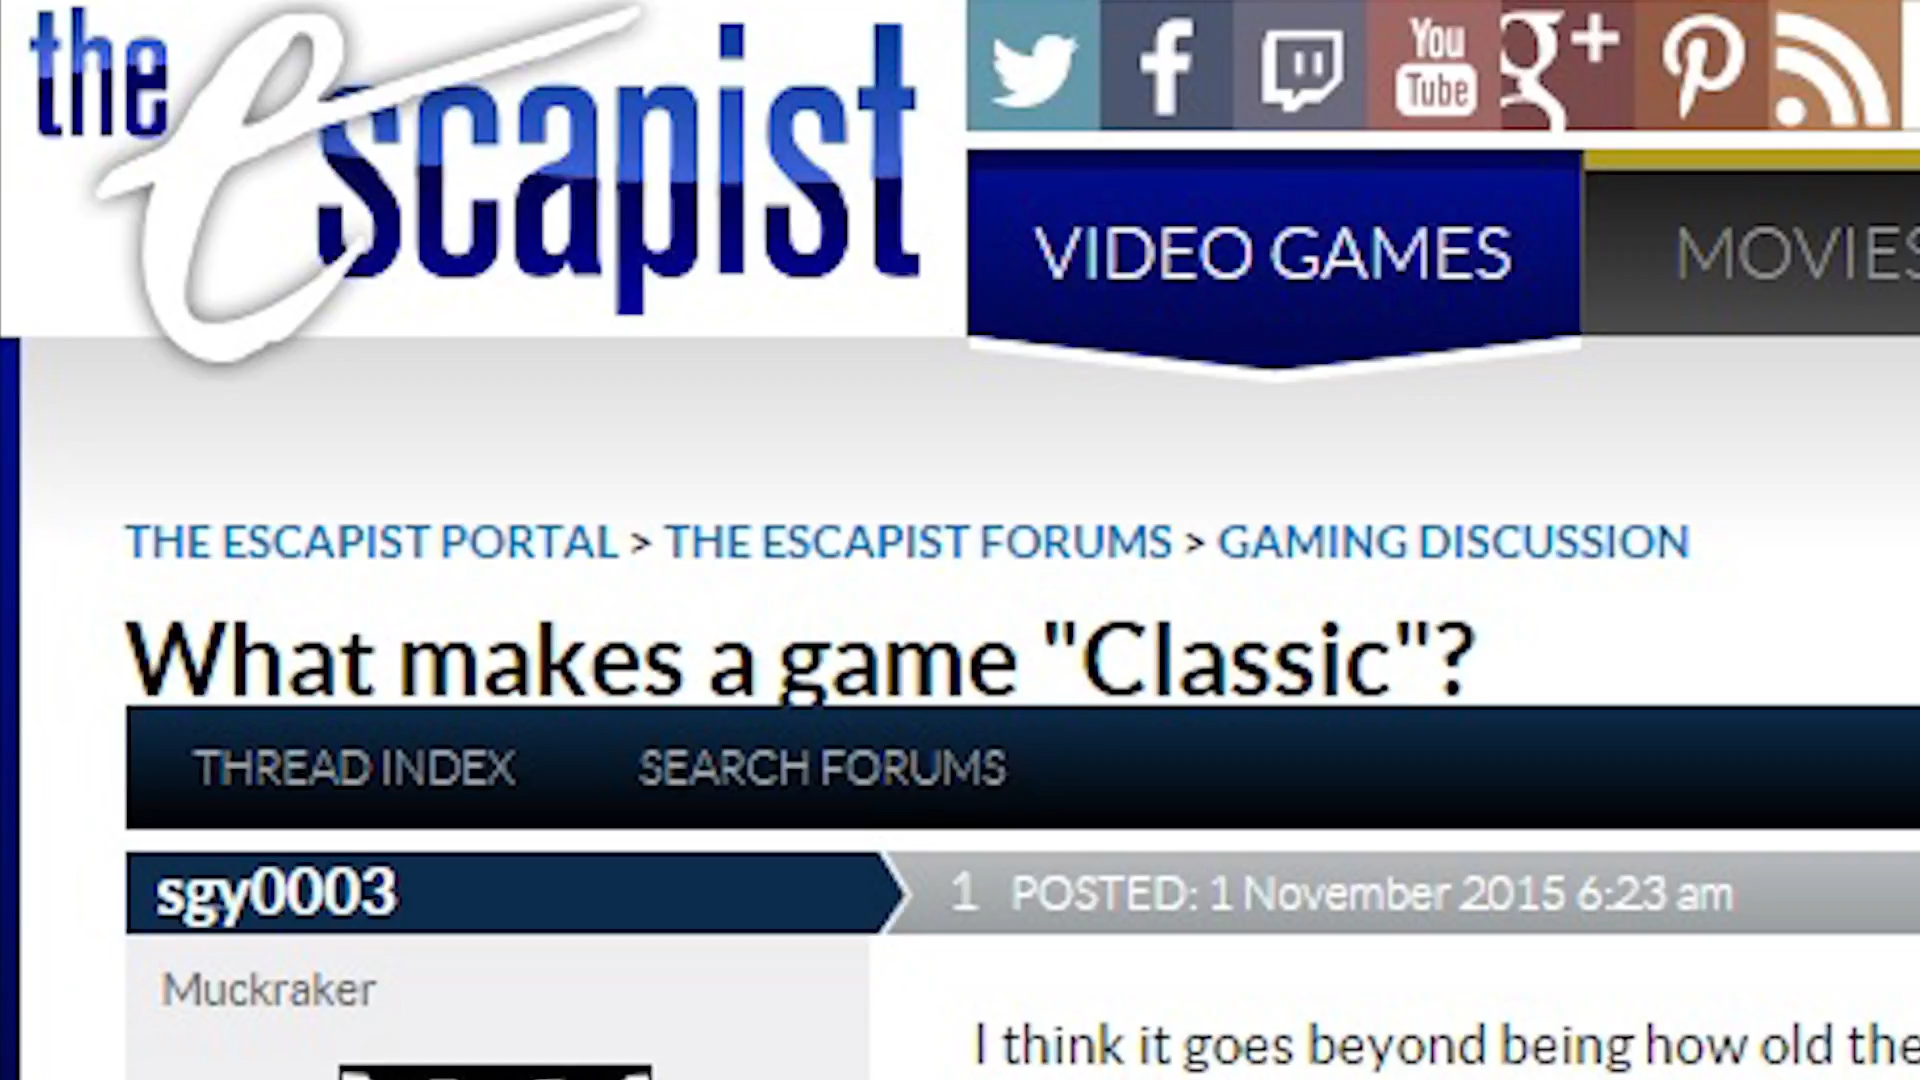 the escapist
You
Tube
g+
VIDEO GAMES
MOVIES
THE ESCAPIST PORTAL > THE ESCAPIST FORUMS > GAMING DISCUSSION
What makes a game "Classic"?
THREAD INDEX SEARCH FORUMS
sgy0003
1 POSTED: 1 November 2015 6:23 am
Muckraker
I think it goes beyond being how old the